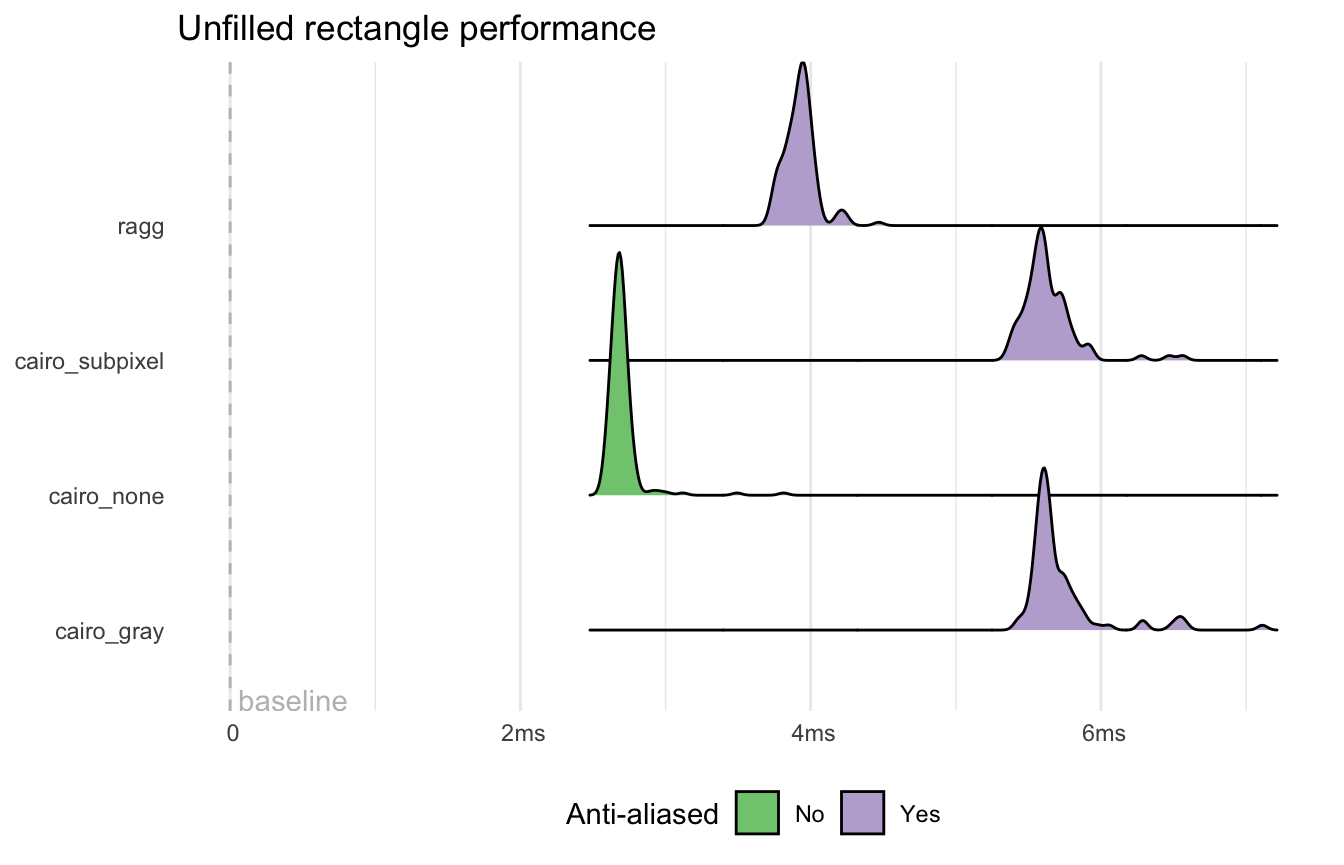 Unfilled rectangle performance
ragg
cairo_subpixel
cairo_none
cairo_gray
baseline
0 2ms 4ms 6ms
Anti-aliased No Yes